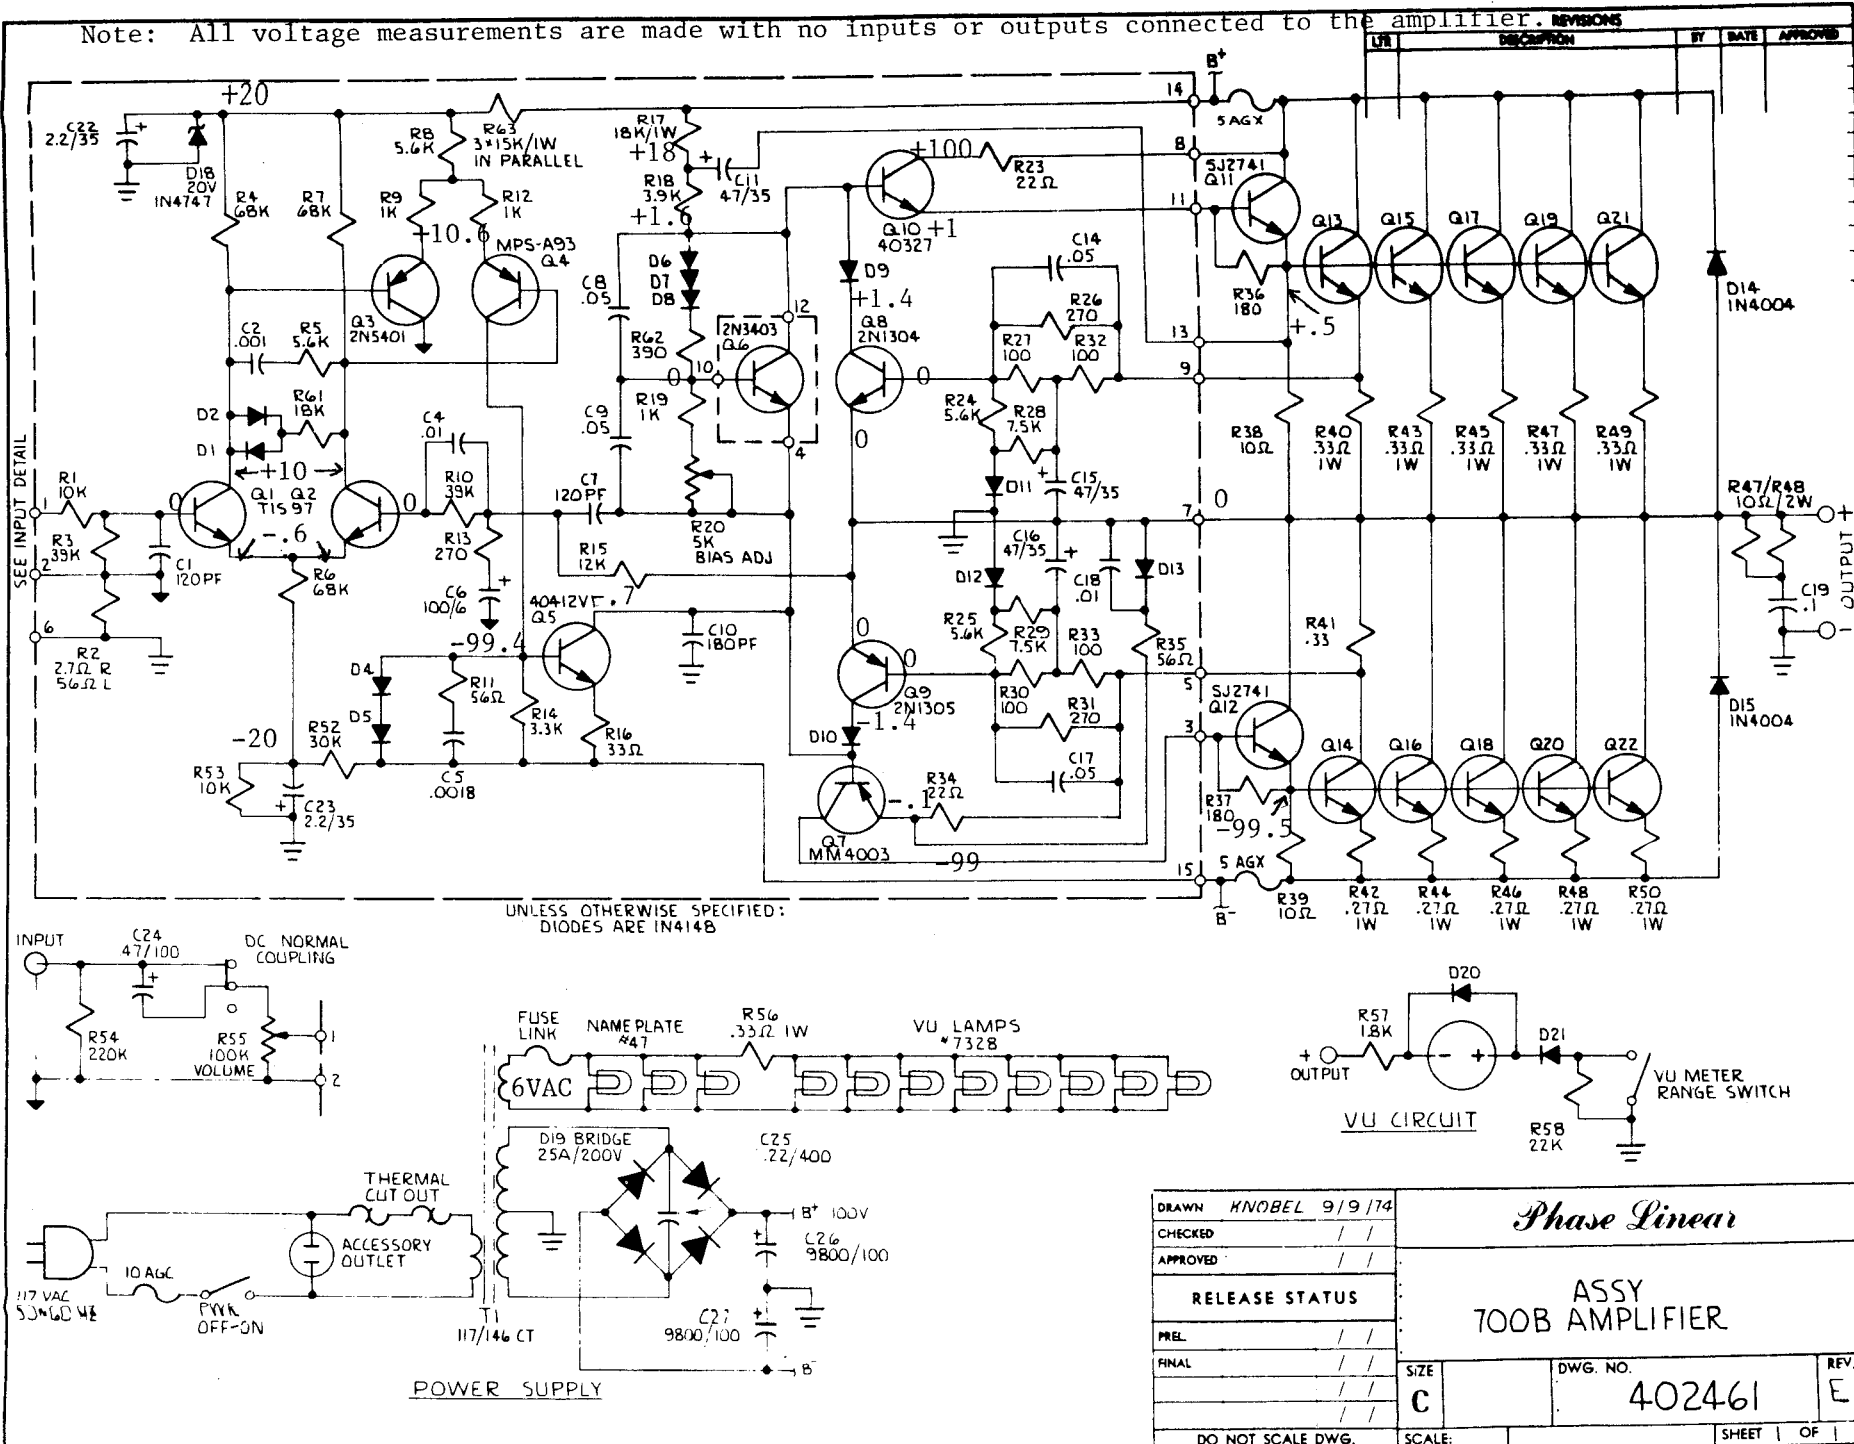 Note: All voltage measurements are made with no inputs or outputs connected to the amplifier.
REVISIONS
LTR DESCRIPTION BY DATE APPROVED
+20
C22
2.2/35
D18
20V
1N4747
R4
68K
R7
68K
R8
5.6K
R63
3*15K/1W
IN PARALLEL
R9
1K
R12
1K
+10.6
MPS-A93
Q4
Q3
2N5401
C2
.001
R5
5.6K
R61
18K
D2
D1
+10
Q1 Q2
TIS97
0
0
-.6
SEE INPUT DETAIL
1
R1
10K
R3
39K
2
C1
120PF
6
R2
2.7Ω R
56Ω L
R6
68K
C4
.01
R10
39K
R13
270
C6
100/6
C7
120PF
R15
12K
-20
R53
10K
R52
30K
C23
2.2/35
D4
D5
R11
56Ω
C5
.0018
-99.4
R14
3.3K
40412V
Q5
-.7
R16
33Ω
C10
180PF
R17
18K/1W
+18
R18
3.9K
+1.6
C11
47/35
D6
D7
D8
C8
.05
R62
390
C9
.05
0
10
R19
1K
R20
5K
BIAS ADJ
2N3403
Q6
12
4
Q10
40327
+100
+1
R23
22Ω
D9
+1.4
Q8
2N1304
0
0
C14
.05
R26
270
R27
100
R32
100
R24
5.6K
R28
7.5K
D11
C15
47/35
C16
47/35
D12
C18
.01
D13
R25
5.6K
R29
7.5K
R33
100
R35
56Ω
R30
100
R31
270
C17
.05
0
0
Q9
2N1305
-1.4
D10
-.1
R34
22Ω
Q7
MM4003
-99
14
8
11
13
9
7
0
5
3
15
B+
5 AGX
SJ2741
Q11
R36
180
+.5
Q13 Q15 Q17 Q19 Q21
D14
1N4004
R38
10Ω
R40
.33Ω
1W
R43
.33Ω
1W
R45
.33Ω
1W
R47
.33Ω
1W
R49
.33Ω
1W
R47/R48
10Ω/2W
+
OUTPUT
-
C19
.1
R41
.33
SJ2741
Q12
R37
180
-99.5
Q14 Q16 Q18 Q20 Q22
D15
1N4004
5 AGX
B-
R39
10Ω
R42
.27Ω
1W
R44
.27Ω
1W
R46
.27Ω
1W
R48
.27Ω
1W
R50
.27Ω
1W
UNLESS OTHERWISE SPECIFIED:
DIODES ARE 1N4148
INPUT
C24
47/100
DC NORMAL
COUPLING
R54
220K
R55
100K
VOLUME
1
2
FUSE
LINK
NAMEPLATE
#47
R56
.33Ω 1W
VU LAMPS
#7328
6VAC
D20
R57
1.8K
+
OUTPUT
- +
D21
R58
22K
VU METER
RANGE SWITCH
VU CIRCUIT
D19 BRIDGE
25A/200V
C25
.22/400
THERMAL
CUT OUT
ACCESSORY
OUTLET
10 AGC
117 VAC
50~60 HZ
PWR
OFF-ON
T1
117/146 CT
B+ 100V
C26
9800/100
C27
9800/100
B-
POWER SUPPLY
DRAWN KNOBEL 9/9/74
CHECKED / /
APPROVED / /
RELEASE STATUS
PREL. / /
FINAL / /
/ /
/ /
DO NOT SCALE DWG.
Phase Linear
ASSY
700B AMPLIFIER
SIZE
C
DWG. NO.
402461
REV.
E
SCALE:
SHEET 1 OF 1